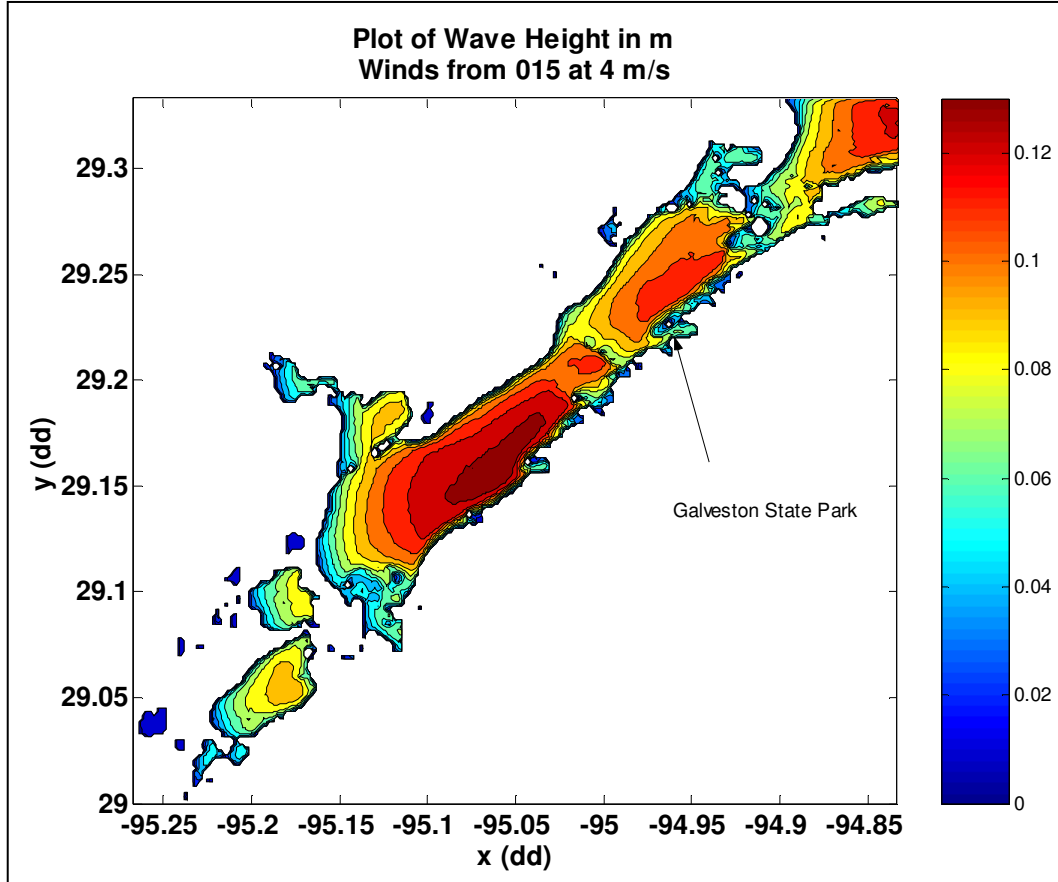 Plot of Wave Height in m
Winds from 015 at 4 m/s
29.3
29.25
29.2
29.15
29.1
29.05
29
y (dd)
-95.25 -95.2 -95.15 -95.1 -95.05 -95 -94.95 -94.9 -94.85
x (dd)
Galveston State Park
0.12
0.1
0.08
0.06
0.04
0.02
0